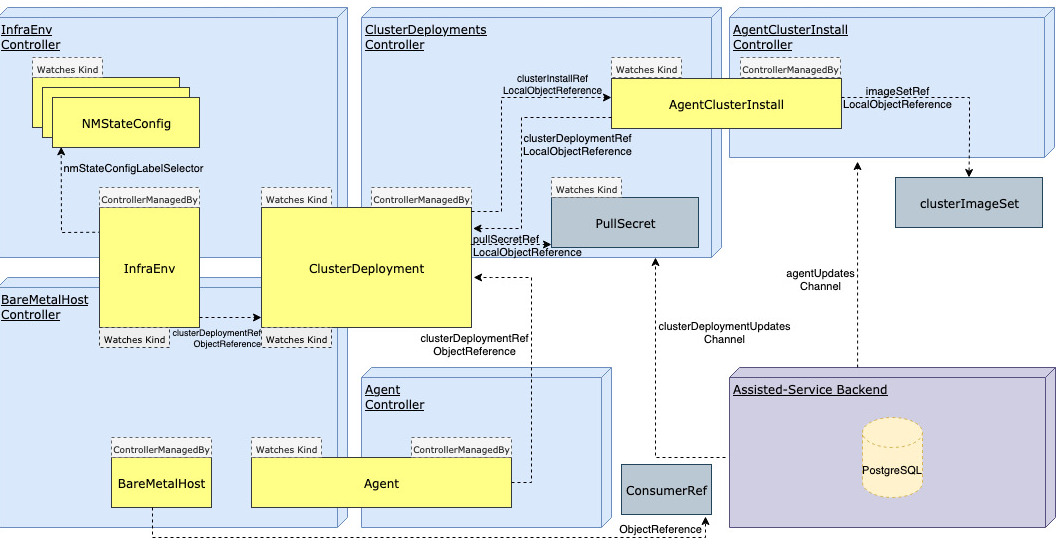 InfraEnv
Controller
Watches Kind
NMStateConfig
nmStateConfigLabelSelector
ControllerManagedBy
InfraEnv
Watches Kind
clusterDeploymentRef
ObjectReference
ClusterDeployments
Controller
Watches Kind
ControllerManagedBy
ClusterDeployment
Watches Kind
clusterInstallRef
LocalObjectReference
clusterDeploymentRef
LocalObjectReference
pullSecretRef
LocalObjectReference
Watches Kind
PullSecret
AgentClusterInstall
Controller
Watches Kind
ControllerManagedBy
AgentClusterInstall
imageSetRef
LocalObjectReference
clusterImageSet
BareMetalHost
Controller
ControllerManagedBy
BareMetalHost
Agent
Controller
Watches Kind
ControllerManagedBy
Agent
clusterDeploymentRef
ObjectReference
clusterDeploymentUpdates
Channel
agentUpdates
Channel
ConsumerRef
ObjectReference
Assisted-Service Backend
PostgreSQL